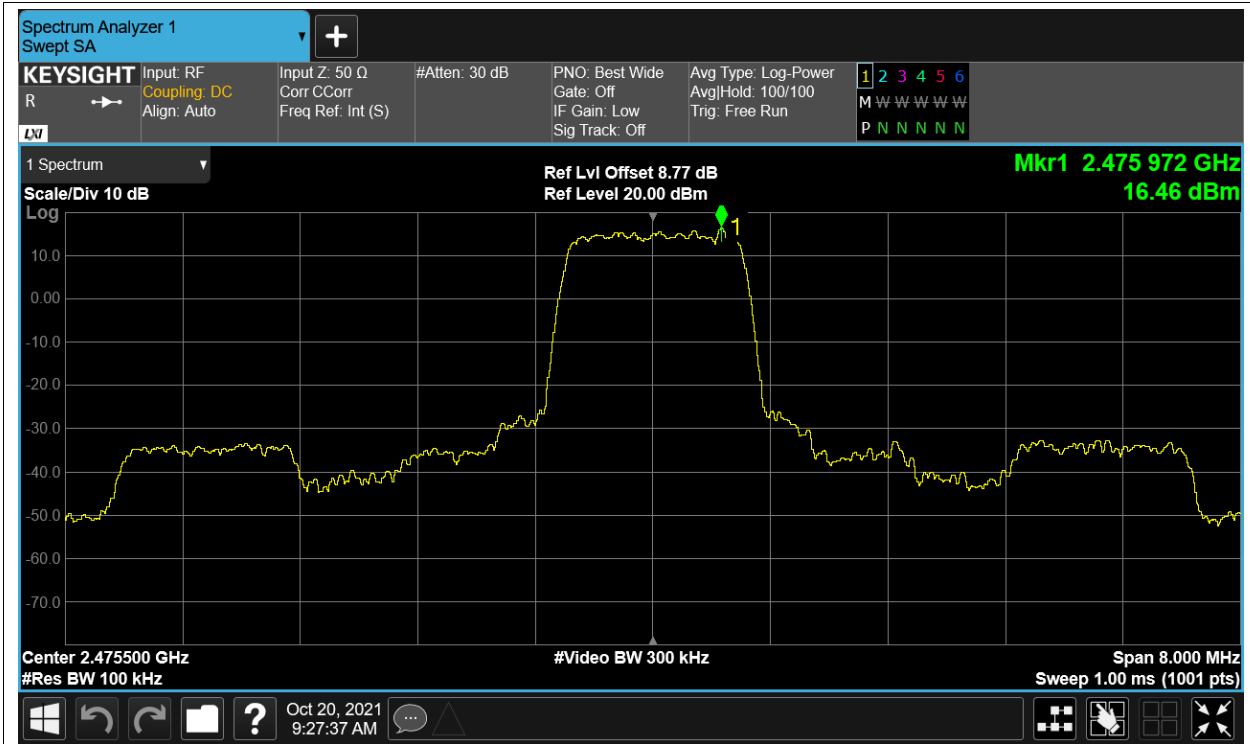 Spectrum Analyzer 1
Swept SA
KEYSIGHT
R
LXI
Input: RF
Coupling: DC
Align: Auto
Input Z: 50 Ω
Corr CCorr
Freq Ref: Int (S)
#Atten: 30 dB
PNO: Best Wide
Gate: Off
IF Gain: Low
Sig Track: Off
Avg Type: Log-Power
Avg|Hold: 100/100
Trig: Free Run
1 2 3 4 5 6
M W W W W W
P N N N N N
1 Spectrum
Scale/Div 10 dB
Ref Lvl Offset 8.77 dB
Ref Level 20.00 dBm
Mkr1 2.475 972 GHz
16.46 dBm
Log
1
10.0
0.00
-10.0
-20.0
-30.0
-40.0
-50.0
-60.0
-70.0
Center 2.475500 GHz
#Res BW 100 kHz
#Video BW 300 kHz
Span 8.000 MHz
Sweep 1.00 ms (1001 pts)
?
Oct 20, 2021
9:27:37 AM